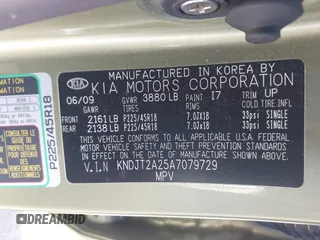 MANUFACTURED IN KOREA BY
KIA KIA MOTORS CORPORATION
06/09 GVWR 3880 LB PAINT I7 TRIM UP
GAWR TIRES RIMS COLD TIRE INFL
FRONT 2161 LB P225/45R18 7.0JX18 33psi SINGLE
REAR 2138 LB P225/45R18 7.0JX18 33psi SINGLE
THIS VEHICLE CONFORMS TO ALL APPLICABLE U.S.A. FEDERAL
MOTOR VEHICLE SAFETY AND THEFT PREVENTION STANDARDS
IN EFFECT ON THE DATE OF MANUFACTURE SHOWN ABOVE.
V.I.N KNDJT2A25A7079729
MPV
P225/45R18